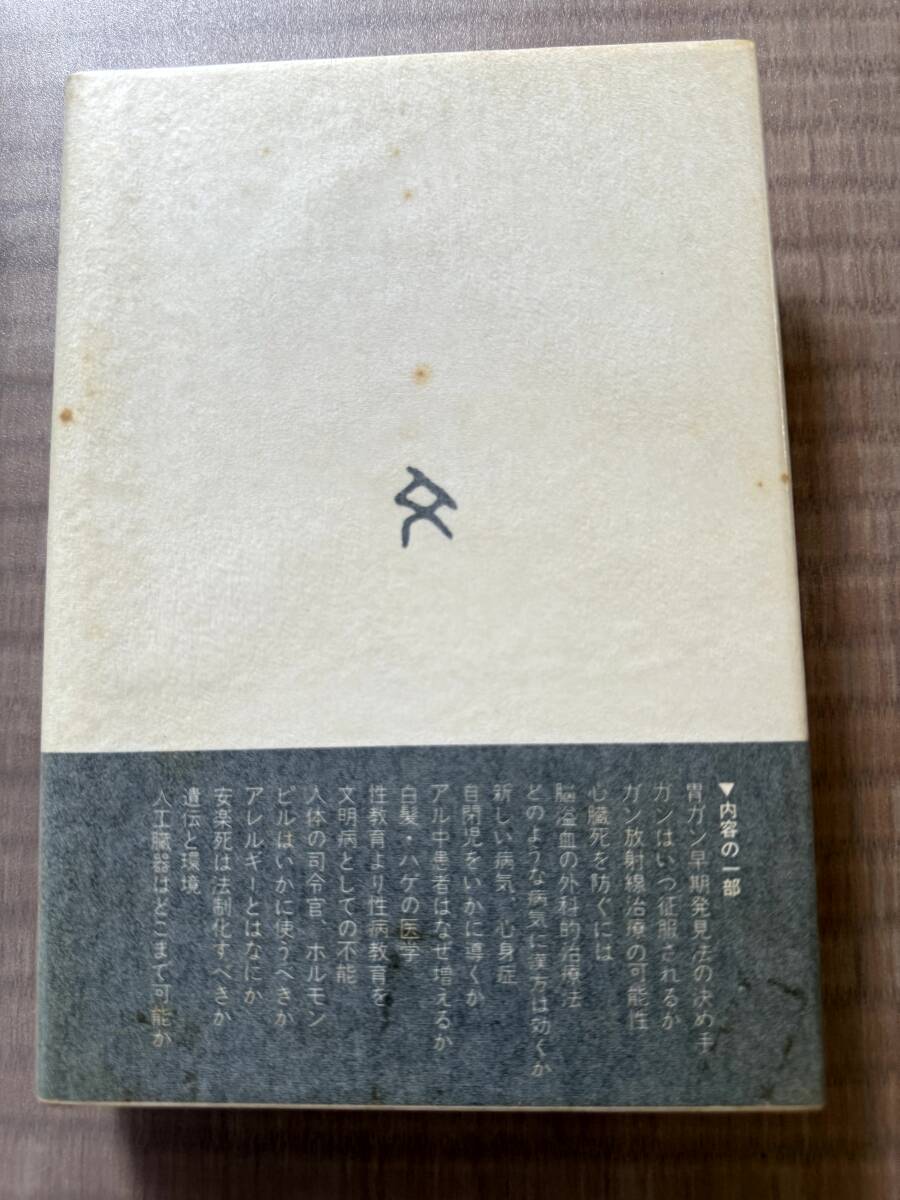 ▼内容の一部
胃ガン早期発見法の決め手
ガンはいつ征服されるか
ガン放射線治療の可能性
心臓死を防ぐには
脳溢血の外科的治療法
どのような病気に漢方は効くか
新しい病気、心身症
自閉児をいかに導くか
アル中患者はなぜ増えるか
白髪・ハゲの医学
性教育より性病教育を
文明病としての不能
人体の司令官、ホルモン
ピルはいかに使うべきか
アレルギーとはなにか
安楽死は法制化すべきか
遺伝と環境
人工臓器はどこまで可能か